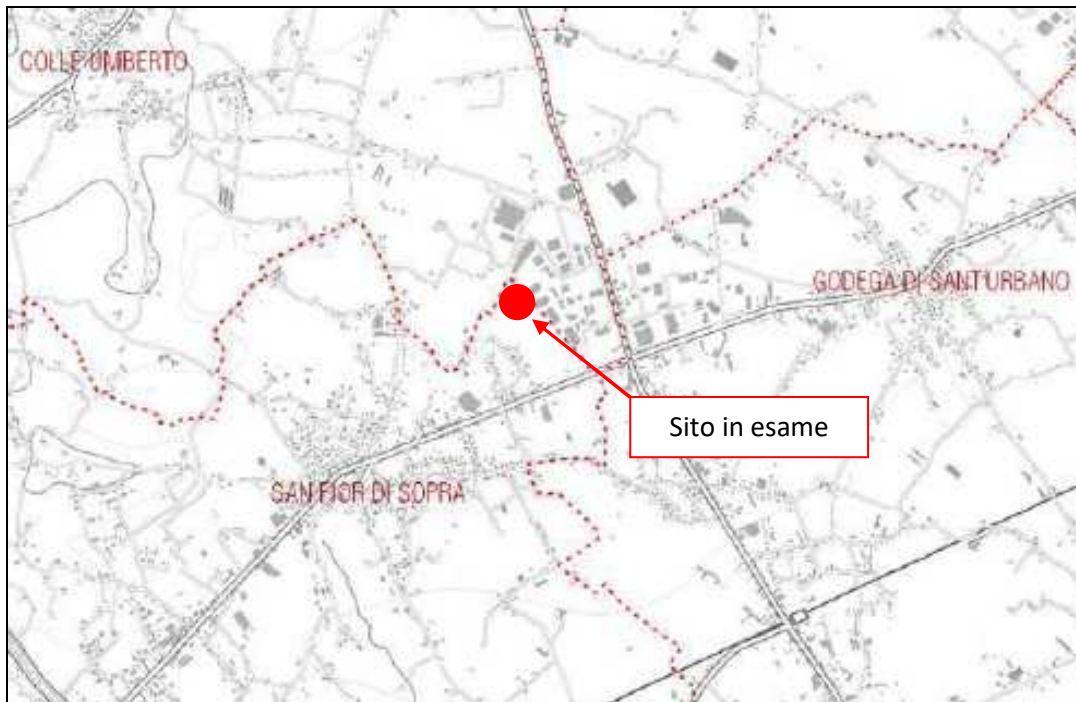 COLLE UMBERTO
GODEGA DI SANT'URBANO
Sito in esame
SAN FIOR DI SOPRA